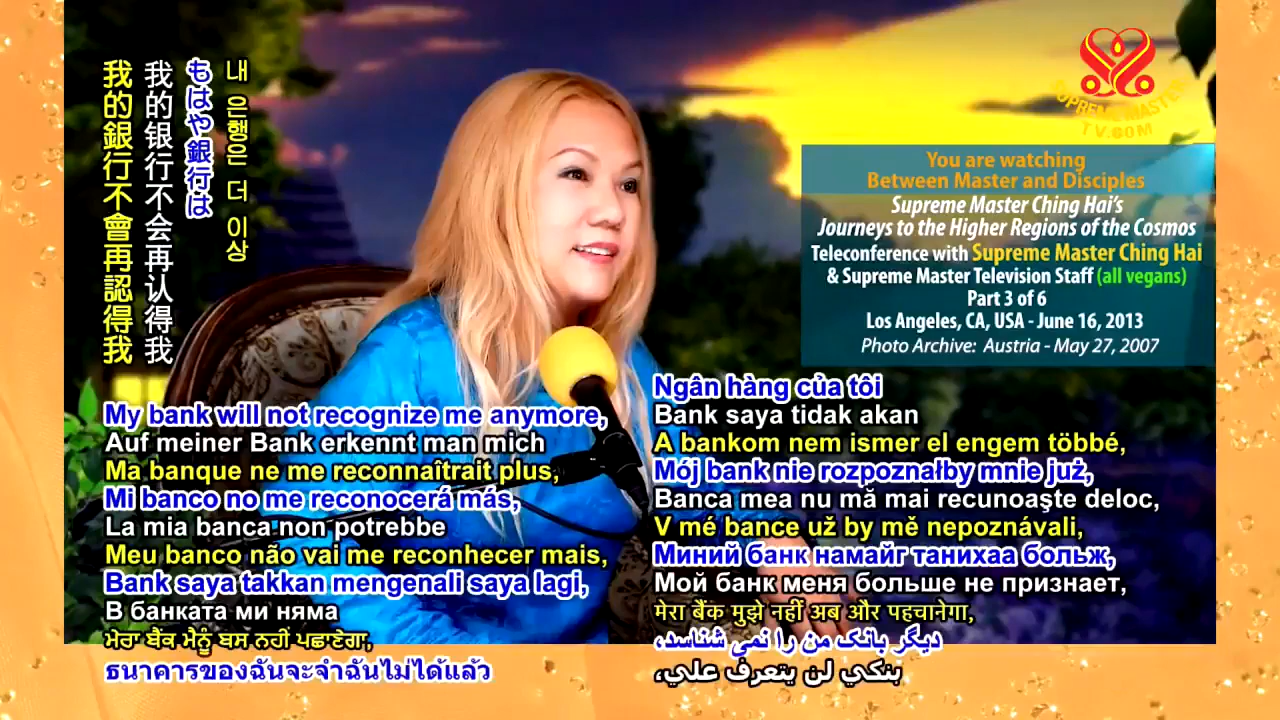 我的銀行不會再認得我
我的银行不会再认得我
もはや銀行は
내 은행은 더 이상
SUPREME MASTER
TV.COM
You are watching
Between Master and Disciples
Supreme Master Ching Hai's
Journeys to the Higher Regions of the Cosmos
Teleconference with Supreme Master Ching Hai
& Supreme Master Television Staff (all vegans)
Part 3 of 6
Los Angeles, CA, USA - June 16, 2013
Photo Archive: Austria - May 27, 2007
My bank will not recognize me anymore,
Auf meiner Bank erkennt man mich
Ma banque ne me reconnaîtrait plus,
Mi banco no me reconocerá más,
La mia banca non potrebbe
Meu banco não vai me reconhecer mais,
Bank saya takkan mengenali saya lagi,
В банката ми няма
ਮੇਰਾ ਬੈਂਕ ਮੈਨੂੰ ਬਸ ਨਹੀਂ ਪਛਾਣੇਗਾ,
ธนาคารของฉันจะจำฉันไม่ได้แล้ว
Ngân hàng của tôi
Bank saya tidak akan
A bankom nem ismer el engem többé,
Mój bank nie rozpoznałby mnie już,
Banca mea nu mă mai recunoaşte deloc,
V mé bance už by mě nepoznávali,
Миний банк намайг танихаа больж,
Мой банк меня больше не признает,
मेरा बैंक मुझे नहीं अब और पहचानेगा,
دیگر بانک من را نمی شناسد،
بنكي لن يتعرف علي،